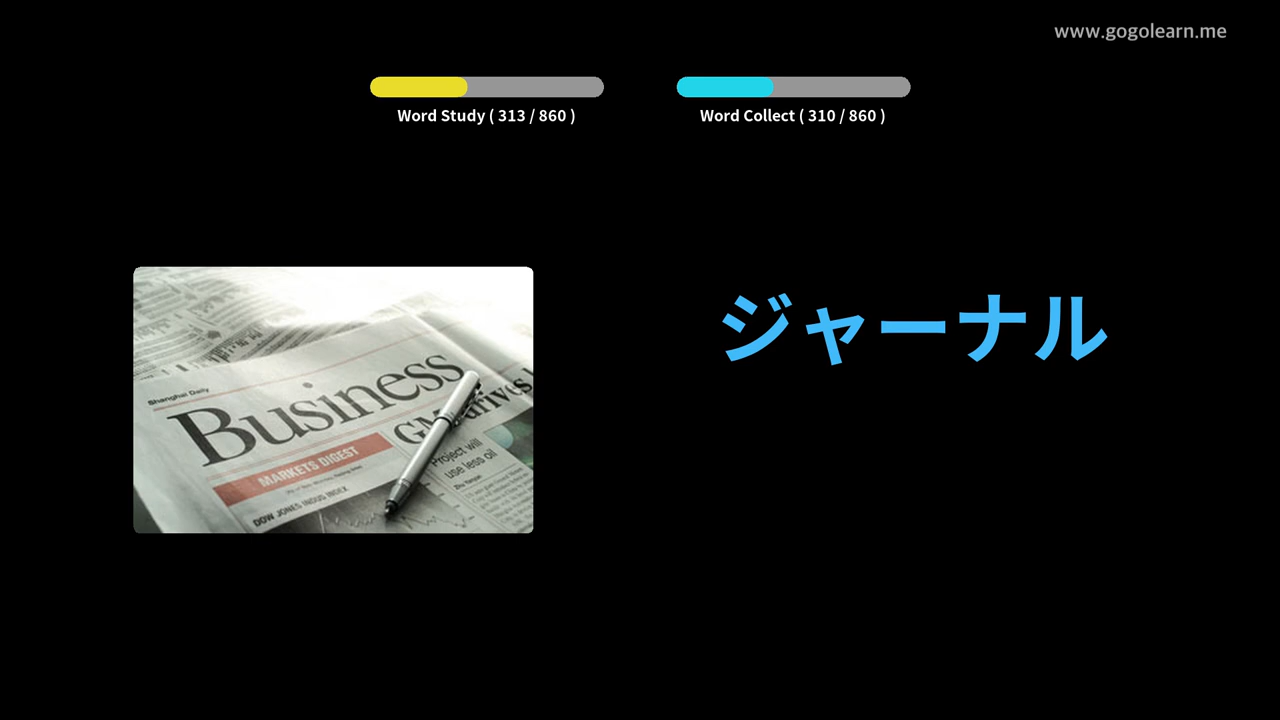 www.gogolearn.me
Word Study ( 313 / 860 )
Word Collect ( 310 / 860 )
ジャーナル
Shanghai Daily
Business
MARKETS DIGEST
DOW JONES INDUS INDEX
GM drives
Project will
use less oil